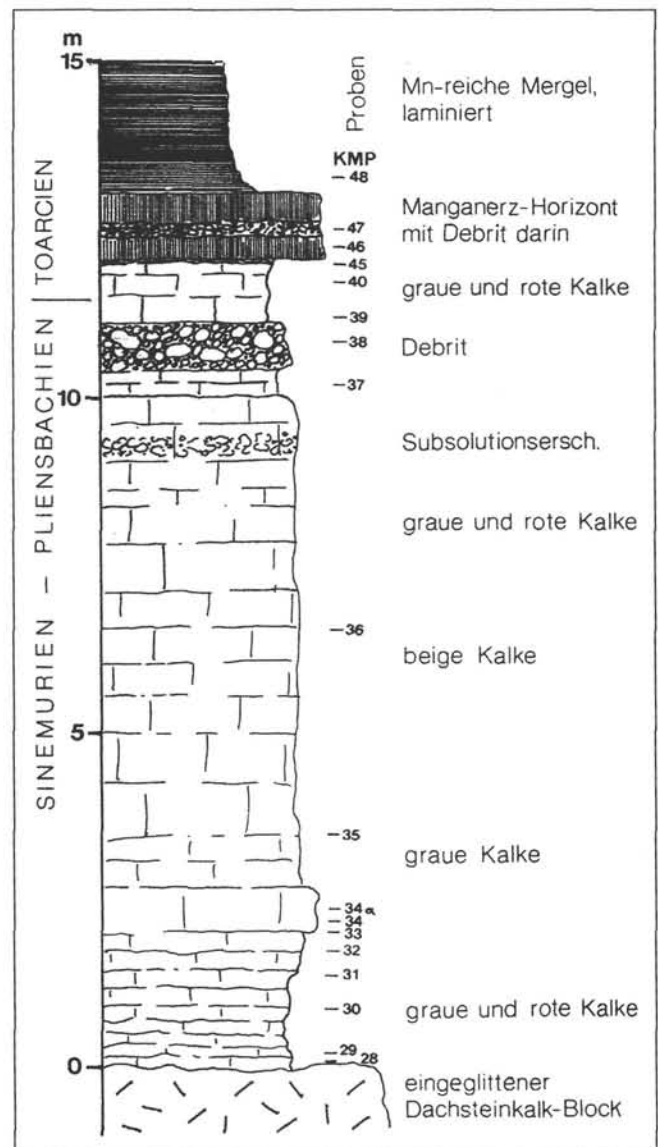 m
15
10
5
0
TOARCIEN
SINEMURIEN – PLIENSBACHIEN
Proben
KMP
– 48
– 47
– 46
– 45
– 40
– 39
– 38
– 37
– 36
– 35
– 34α
– 34
– 33
– 32
– 31
– 30
– 29
– 28
Mn-reiche Mergel,
laminiert
Manganerz-Horizont
mit Debrit darin
graue und rote Kalke
Debrit
Subsolutionsersch.
graue und rote Kalke
beige Kalke
graue Kalke
graue und rote Kalke
eingeglittener
Dachsteinkalk-Block